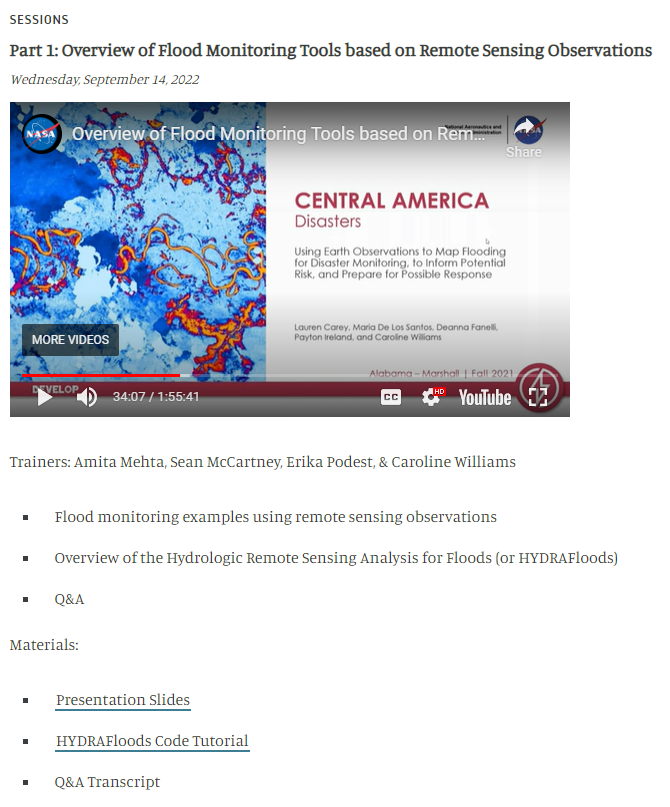 SESSIONS
Part 1: Overview of Flood Monitoring Tools based on Remote Sensing Observations
Wednesday, September 14, 2022
NASA
Overview of Flood Monitoring Tools based on Rem...
National Aeronautics and
Share
CENTRAL AMERICA
Disasters
Using Earth Observations to Map Flooding
for Disaster Monitoring, to Inform Potential
Risk, and Prepare for Possible Response
MORE VIDEOS
Lauren Carey, Maria De Los Santos, Deanna Fanelli,
Payton Ireland, and Caroline Williams
Alabama – Marshall | Fall 2021
DEVELOP
34:07 / 1:55:41
CC
HD
YouTube
Trainers: Amita Mehta, Sean McCartney, Erika Podest, & Caroline Williams
Flood monitoring examples using remote sensing observations
Overview of the Hydrologic Remote Sensing Analysis for Floods (or HYDRAFloods)
Q&A
Materials:
Presentation Slides
HYDRAFloods Code Tutorial
Q&A Transcript